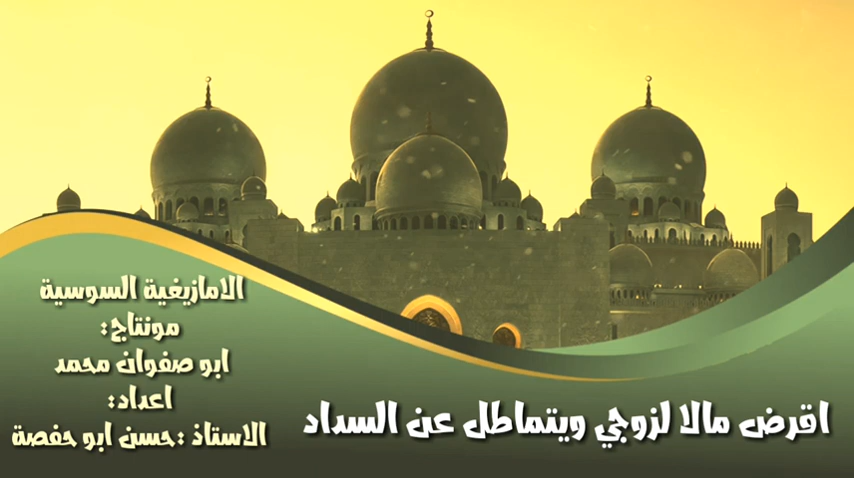 الامازيغية السوسية
مونتاج:
ابو صفوان محمد
اعداد:
الاستاذ :حسن ابو حفصة
اقرض مالا لزوجي ويتماطل عن السداد